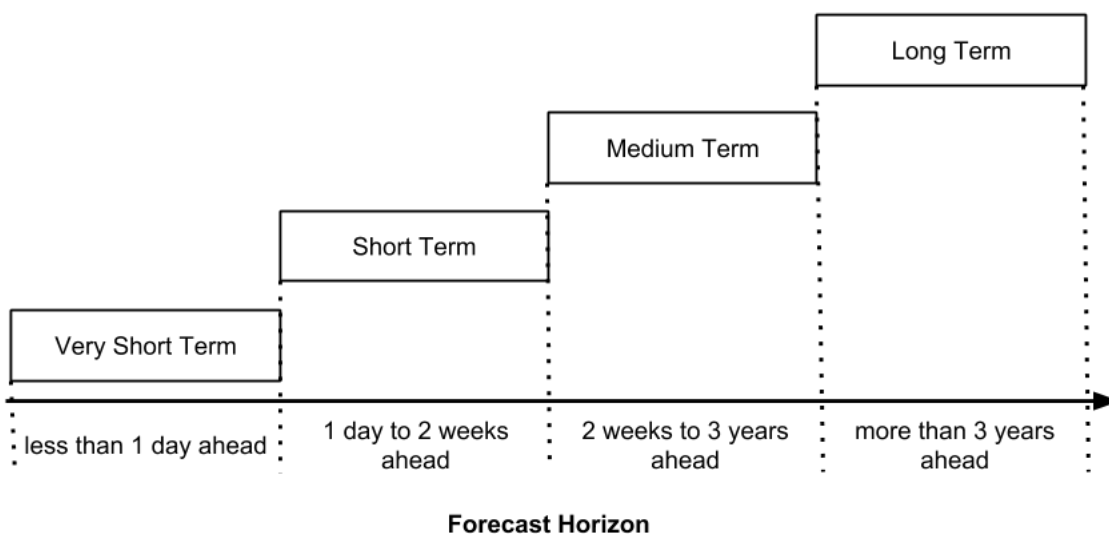 Long Term
Medium Term
Short Term
Very Short Term
less than 1 day ahead
1 day to 2 weeks
ahead
2 weeks to 3 years
ahead
more than 3 years
ahead
Forecast Horizon